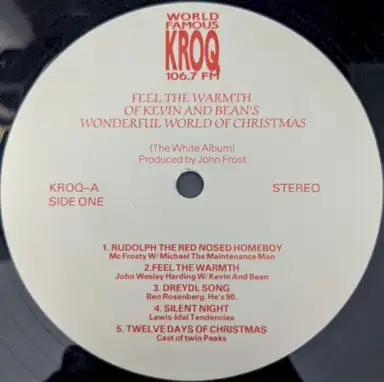 WORLD
FAMOUS
KROQ
106.7 FM
FEEL THE WARMTH
OF KEVIN AND BEAN'S
WONDERFUL WORLD OF CHRISTMAS
(The White Album)
Produced by John Frost
KROQ-A
SIDE ONE
STEREO
1. RUDOLPH THE RED NOSED HOMEBOY
Mc Frosty W/ Michael The Maintenance Man
2.FEEL THE WARMTH
John Wesley Harding W/ Kevin And Bean
3. DREYDL SONG
Ben Rosenberg. He's 90.
4. SILENT NIGHT
Lewis-Idal Tendencies
5. TWELVE DAYS OF CHRISTMAS
Cast of twin Peaks